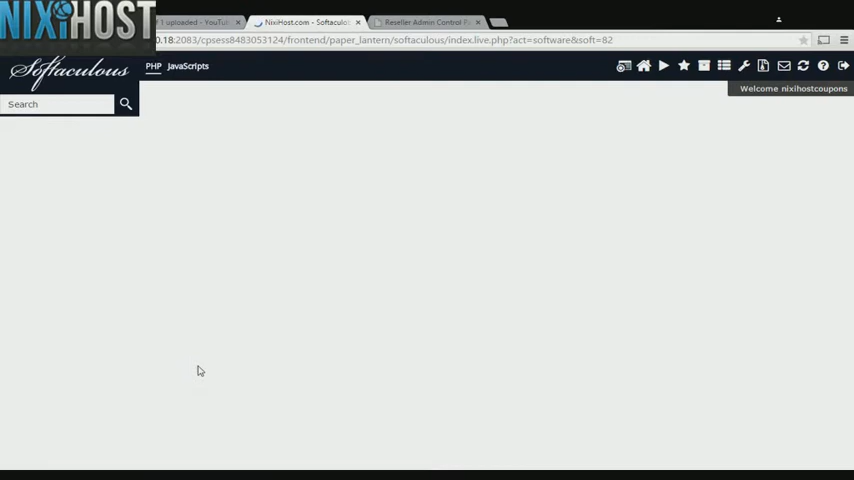 NIXIHOST
1 uploaded - YouTu
NixiHost.com - Softaculo
Reseller Admin Control P
0.18:2083/cpsess8483053124/frontend/paper_lantern/softaculous/index.live.php?act=software&soft=82
Softaculous
PHP JavaScripts
Search
Welcome nixihostcoupons